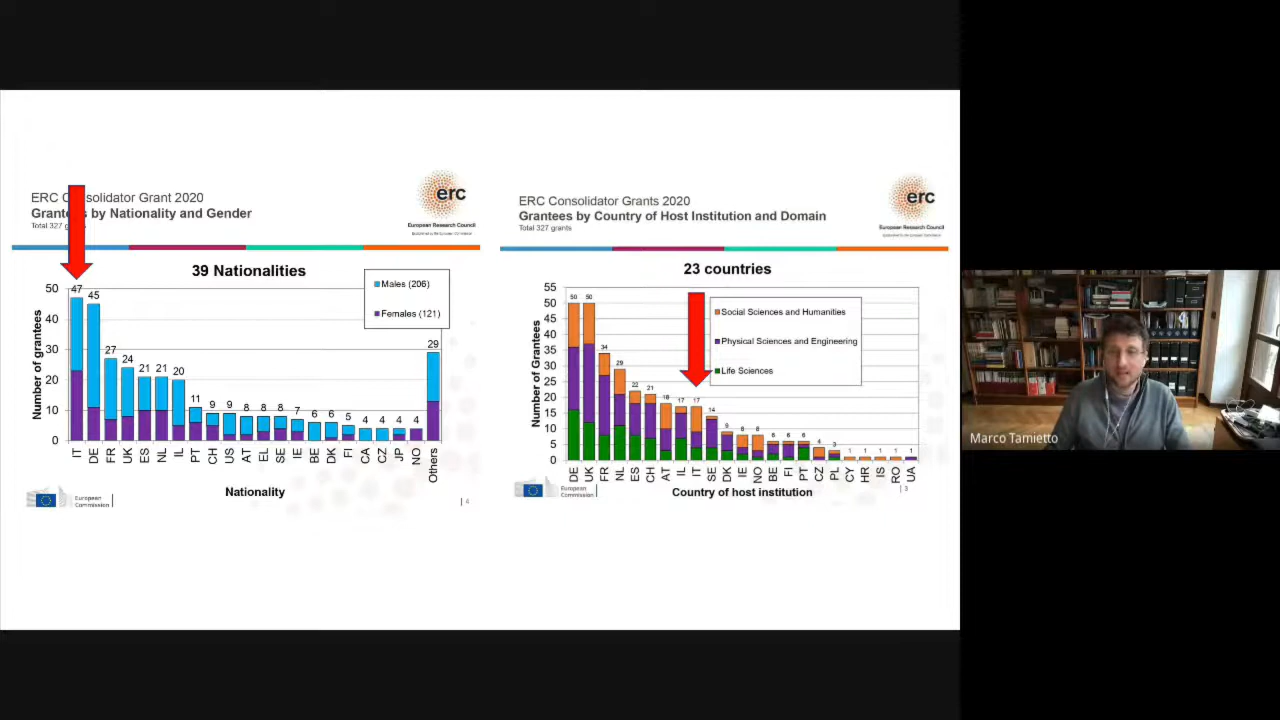 ERC Consolidator Grant 2020
Grantees by Nationality and Gender
Total 327 grants
erc
European Research Council
39 Nationalities
Males (206)
Females (121)
Number of grantees
50
40
30
20
10
0
47
45
27
24
21
21
20
11
9
9
8
8
8
7
6
6
5
4
4
4
4
29
IT
DE
FR
UK
ES
NL
IL
PT
CH
US
AT
EL
SE
IE
BE
DK
FI
CA
CZ
JP
NO
Others
Nationality
European
Commission
4
ERC Consolidator Grants 2020
Grantees by Country of Host Institution and Domain
Total 327 grants
erc
European Research Council
23 countries
Social Sciences and Humanities
Physical Sciences and Engineering
Life Sciences
Number of Grantees
55
50
45
40
35
30
25
20
15
10
5
0
50
50
34
29
22
21
18
17
17
14
9
8
8
6
6
6
4
3
1
1
1
1
1
DE
UK
FR
NL
ES
CH
AT
IL
IT
SE
DK
IE
NO
BE
FI
PT
CZ
PL
CY
HR
IS
RO
UA
Country of host institution
European
Commission
3
Marco Tamietto